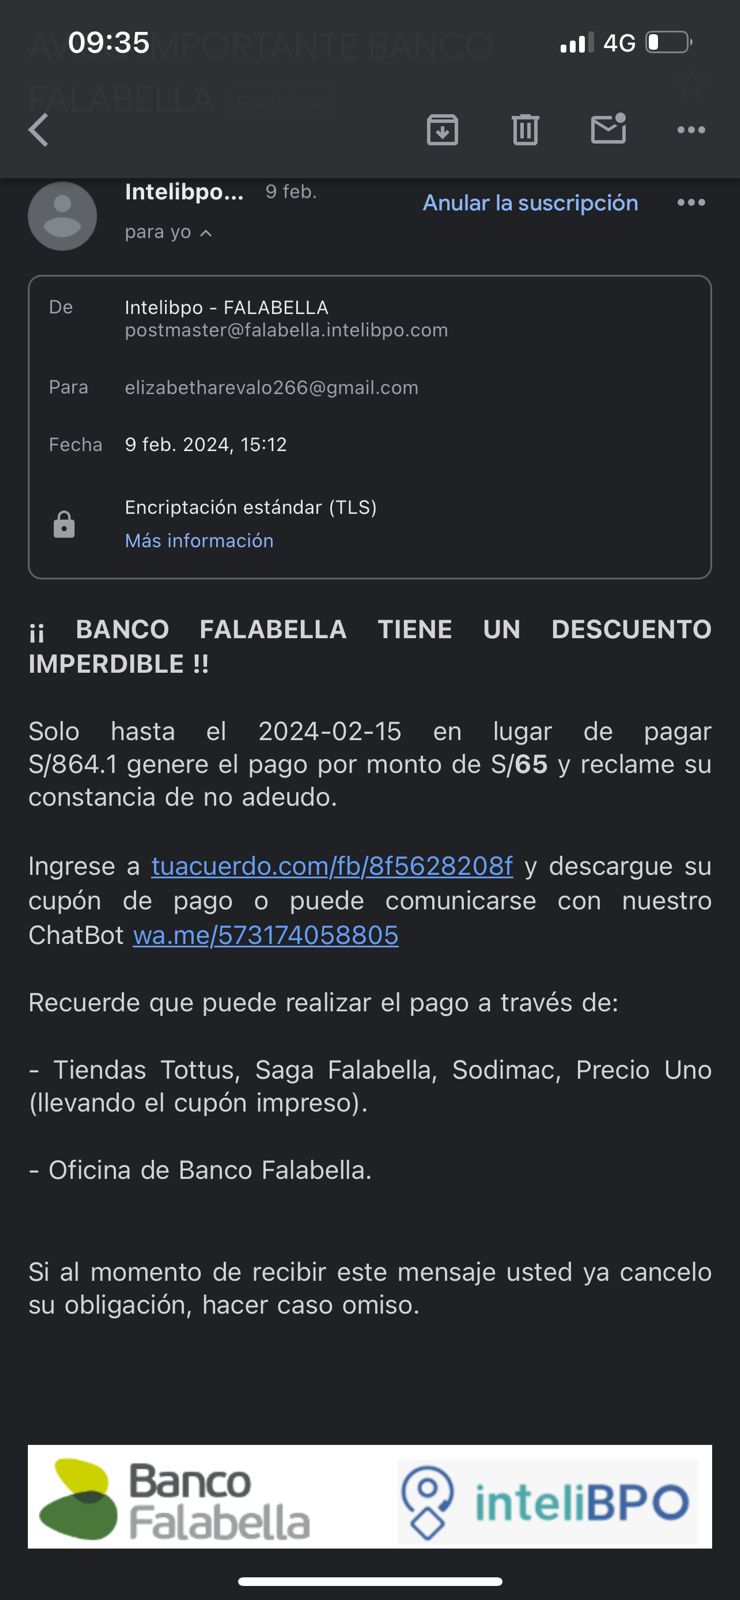 09:35
4G
AVISO IMPORTANTE BANCO
FALABELLA Recibidos
Intelibpo... 9 feb.
Anular la suscripción
para yo
De Intelibpo - FALABELLA
postmaster@falabella.intelibpo.com
Para elizabetharevalo266@gmail.com
Fecha 9 feb. 2024, 15:12
Encriptación estándar (TLS)
Más información
¡¡ BANCO FALABELLA TIENE UN DESCUENTO
IMPERDIBLE !!
Solo hasta el 2024-02-15 en lugar de pagar
S/864.1 genere el pago por monto de S/65 y reclame su
constancia de no adeudo.
Ingrese a tuacuerdo.com/fb/8f5628208f y descargue su
cupón de pago o puede comunicarse con nuestro
ChatBot wa.me/573174058805
Recuerde que puede realizar el pago a través de:
- Tiendas Tottus, Saga Falabella, Sodimac, Precio Uno
(llevando el cupón impreso).
- Oficina de Banco Falabella.
Si al momento de recibir este mensaje usted ya cancelo
su obligación, hacer caso omiso.
Banco
Falabella
inteliBPO